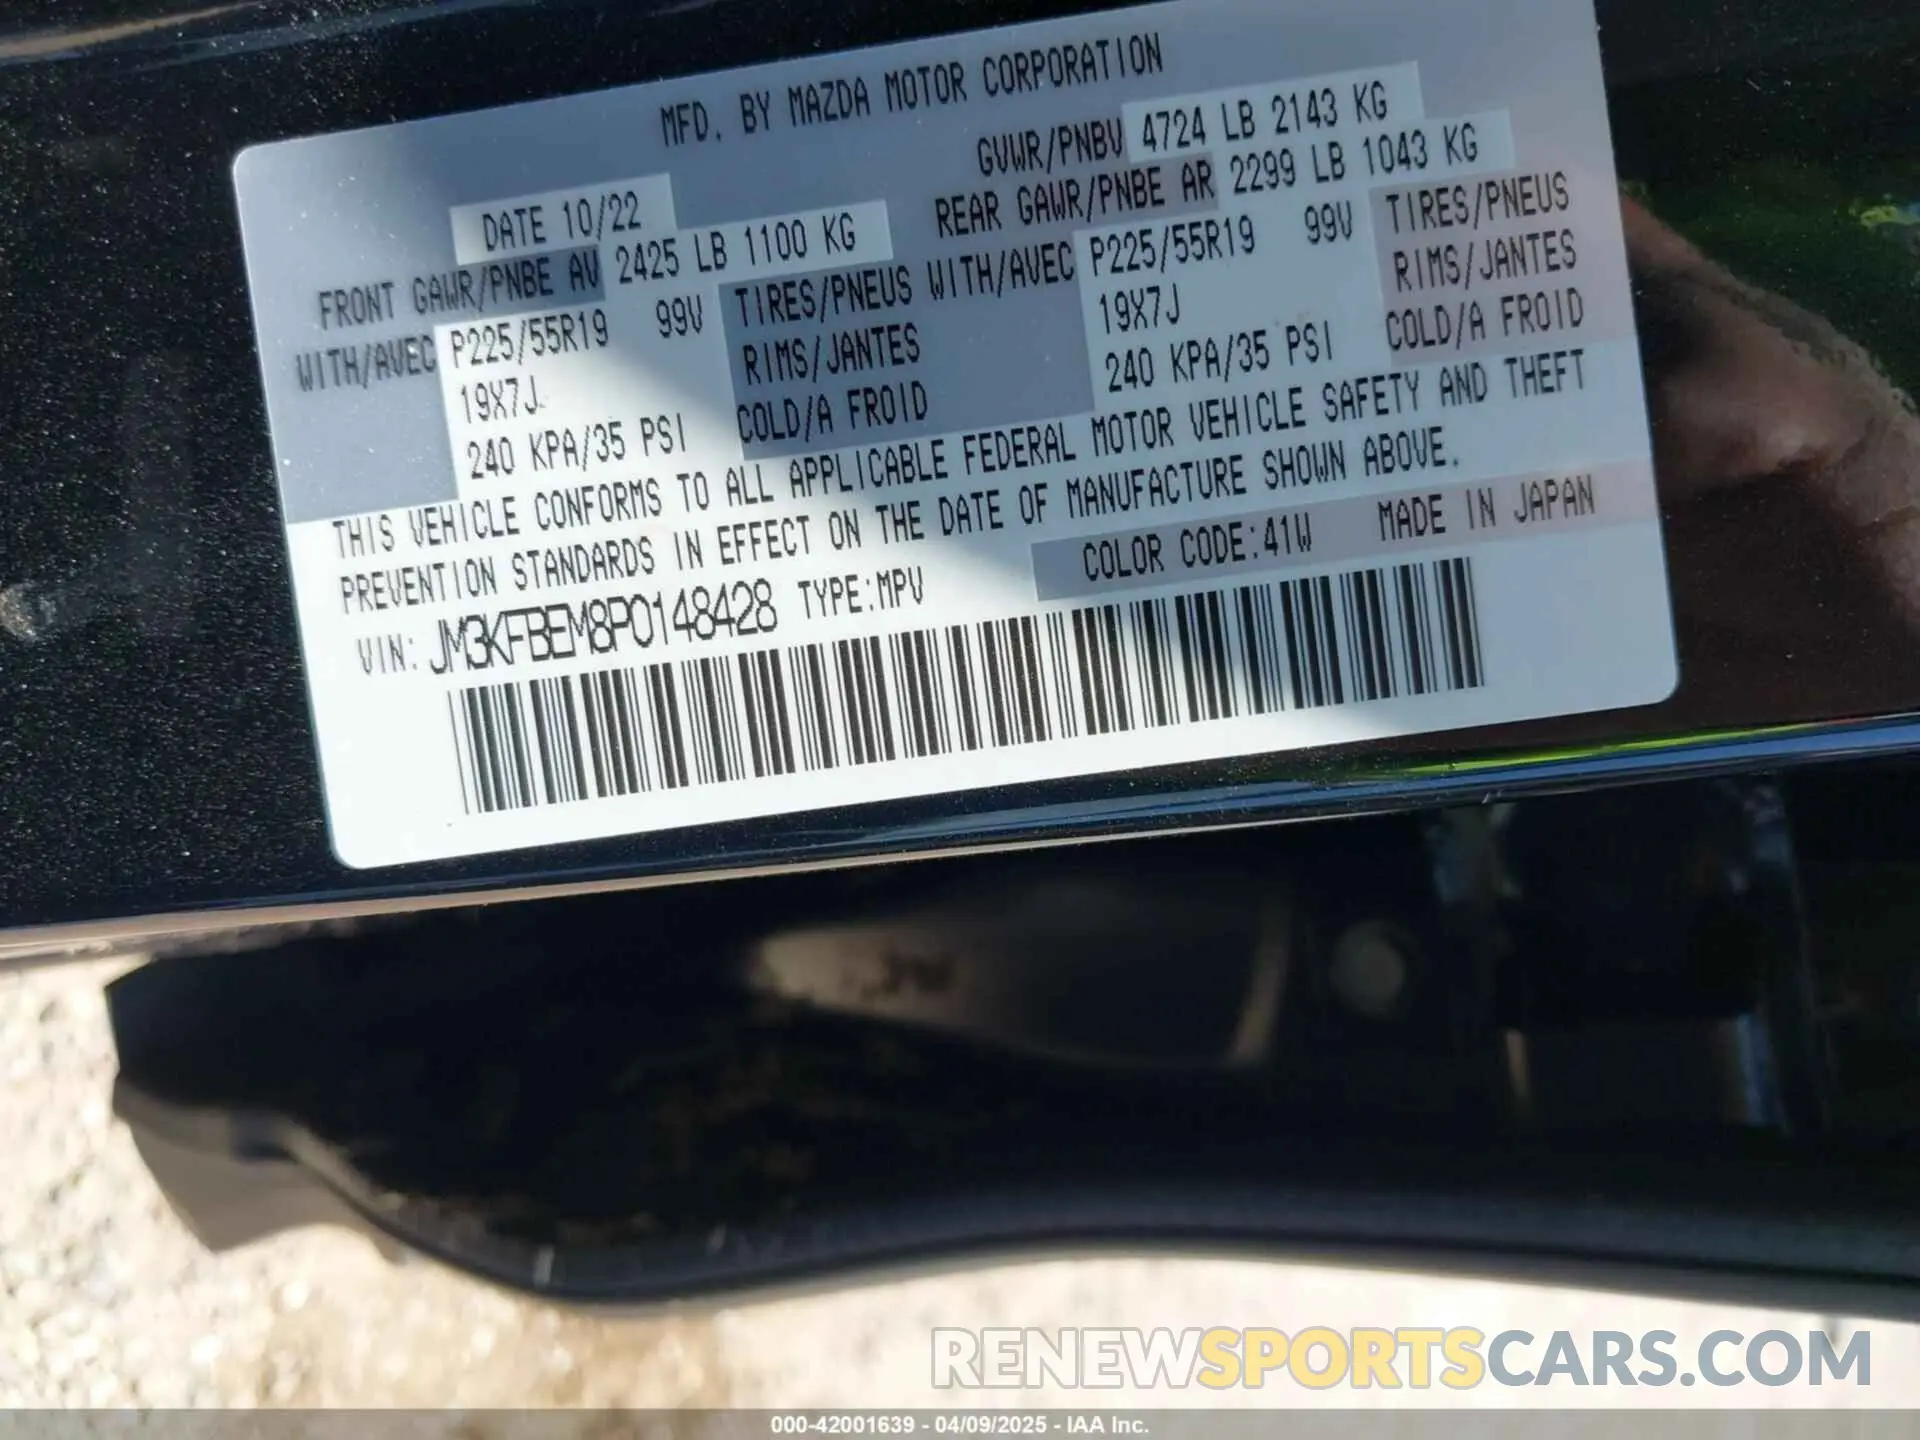 MFD. BY MAZDA MOTOR CORPORATION
GVWR/PNBV 4724 LB 2143 KG
DATE 10/22
REAR GAWR/PNBE AR 2299 LB 1043 KG
FRONT GAWR/PNBE AV 2425 LB 1100 KG
WITH/AVEC P225/55R19 99V TIRES/PNEUS
19X7J RIMS/JANTES
240 KPA/35 PSI COLD/A FROID
WITH/AVEC P225/55R19 99V TIRES/PNEUS
19X7J RIMS/JANTES
240 KPA/35 PSI COLD/A FROID
THIS VEHICLE CONFORMS TO ALL APPLICABLE FEDERAL MOTOR VEHICLE SAFETY AND THEFT
PREVENTION STANDARDS IN EFFECT ON THE DATE OF MANUFACTURE SHOWN ABOVE.
VIN: JM3KFBEM8P0148428 TYPE:MPV COLOR CODE:41W MADE IN JAPAN
RENEWSPORTSCARS.COM
000-42001639 - 04/09/2025 - IAA Inc.